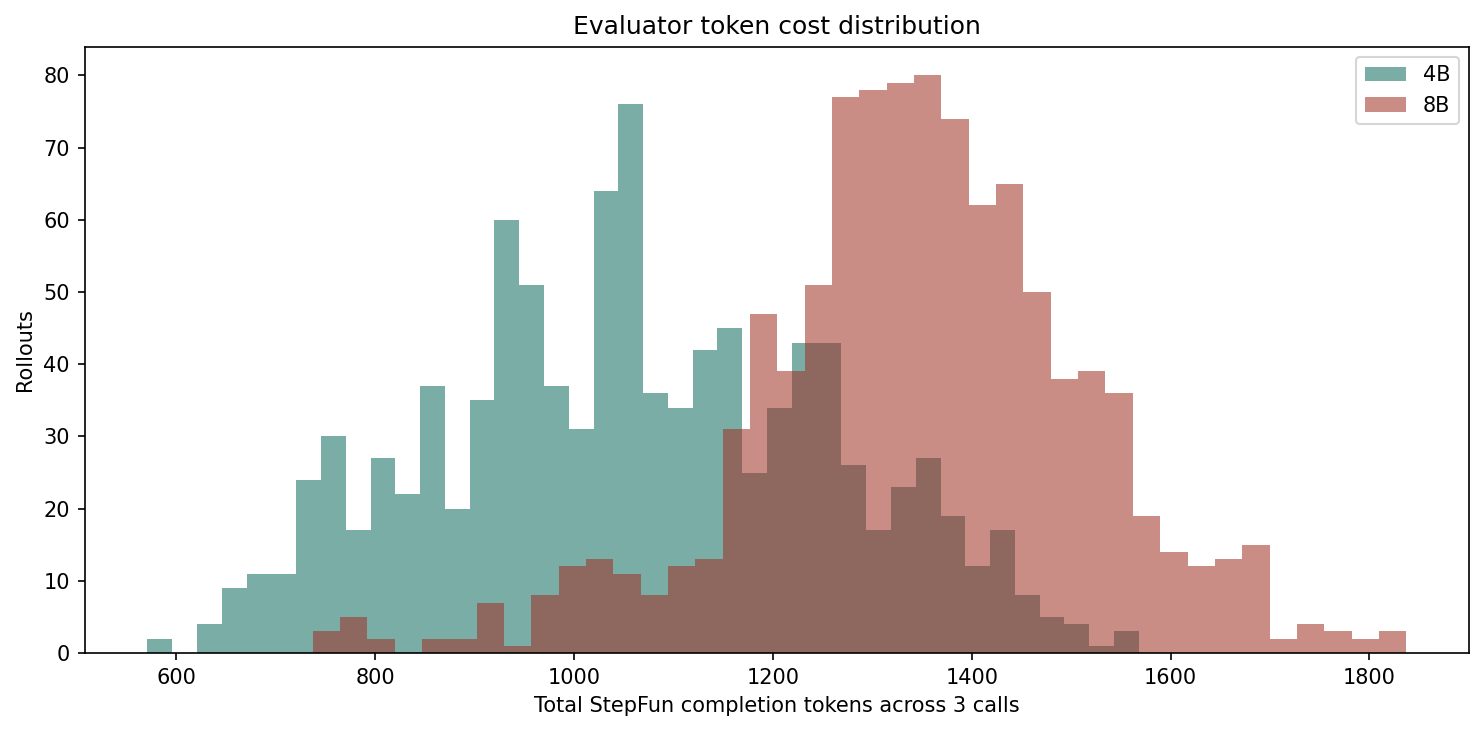 Evaluator token cost distribution
4B
8B
80
70
60
50
40
30
20
10
0
Rollouts
600 800 1000 1200 1400 1600 1800
Total StepFun completion tokens across 3 calls